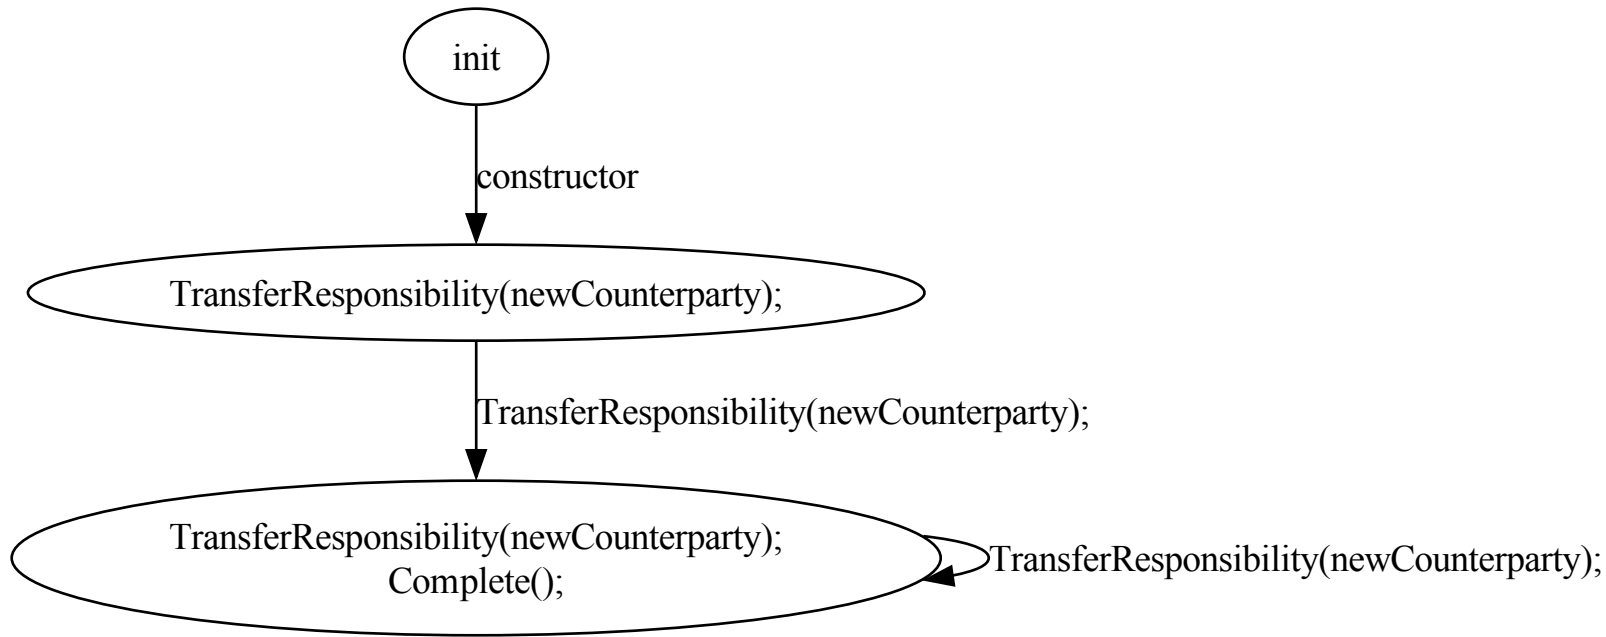 init
constructor
TransferResponsibility(newCounterparty);
TransferResponsibility(newCounterparty);
TransferResponsibility(newCounterparty);
Complete();
TransferResponsibility(newCounterparty);